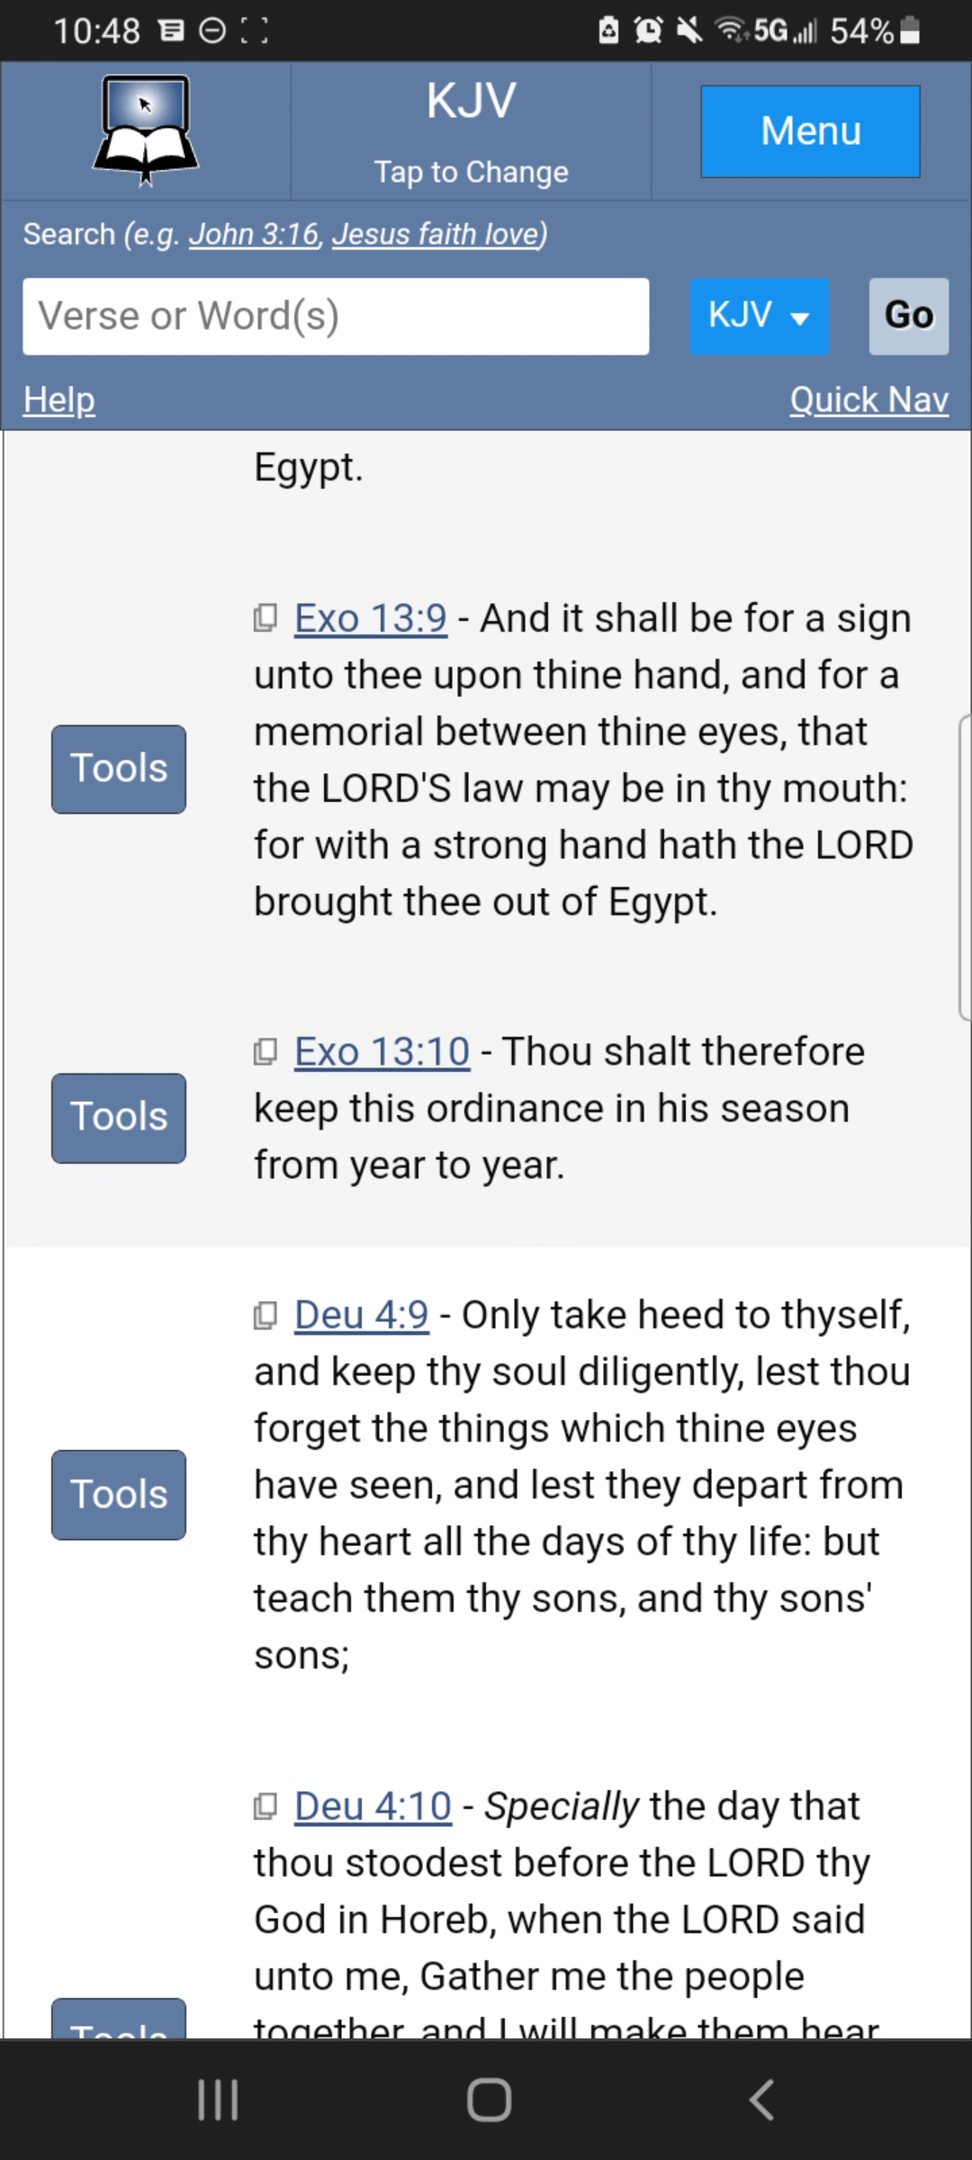 10:48 5G 54%
KJV
Tap to Change
Menu
Search (e.g. John 3:16, Jesus faith love)
Verse or Word(s)
KJV
Go
Help
Quick Nav
Egypt.
Exo 13:9 - And it shall be for a sign
unto thee upon thine hand, and for a
memorial between thine eyes, that
Tools
the LORD'S law may be in thy mouth:
for with a strong hand hath the LORD
brought thee out of Egypt.
Exo 13:10 - Thou shalt therefore
Tools
keep this ordinance in his season
from year to year.
Deu 4:9 - Only take heed to thyself,
and keep thy soul diligently, lest thou
forget the things which thine eyes
Tools
have seen, and lest they depart from
thy heart all the days of thy life: but
teach them thy sons, and thy sons'
sons;
Deu 4:10 - Specially the day that
thou stoodest before the LORD thy
God in Horeb, when the LORD said
unto me, Gather me the people
Tools
together, and I will make them hear